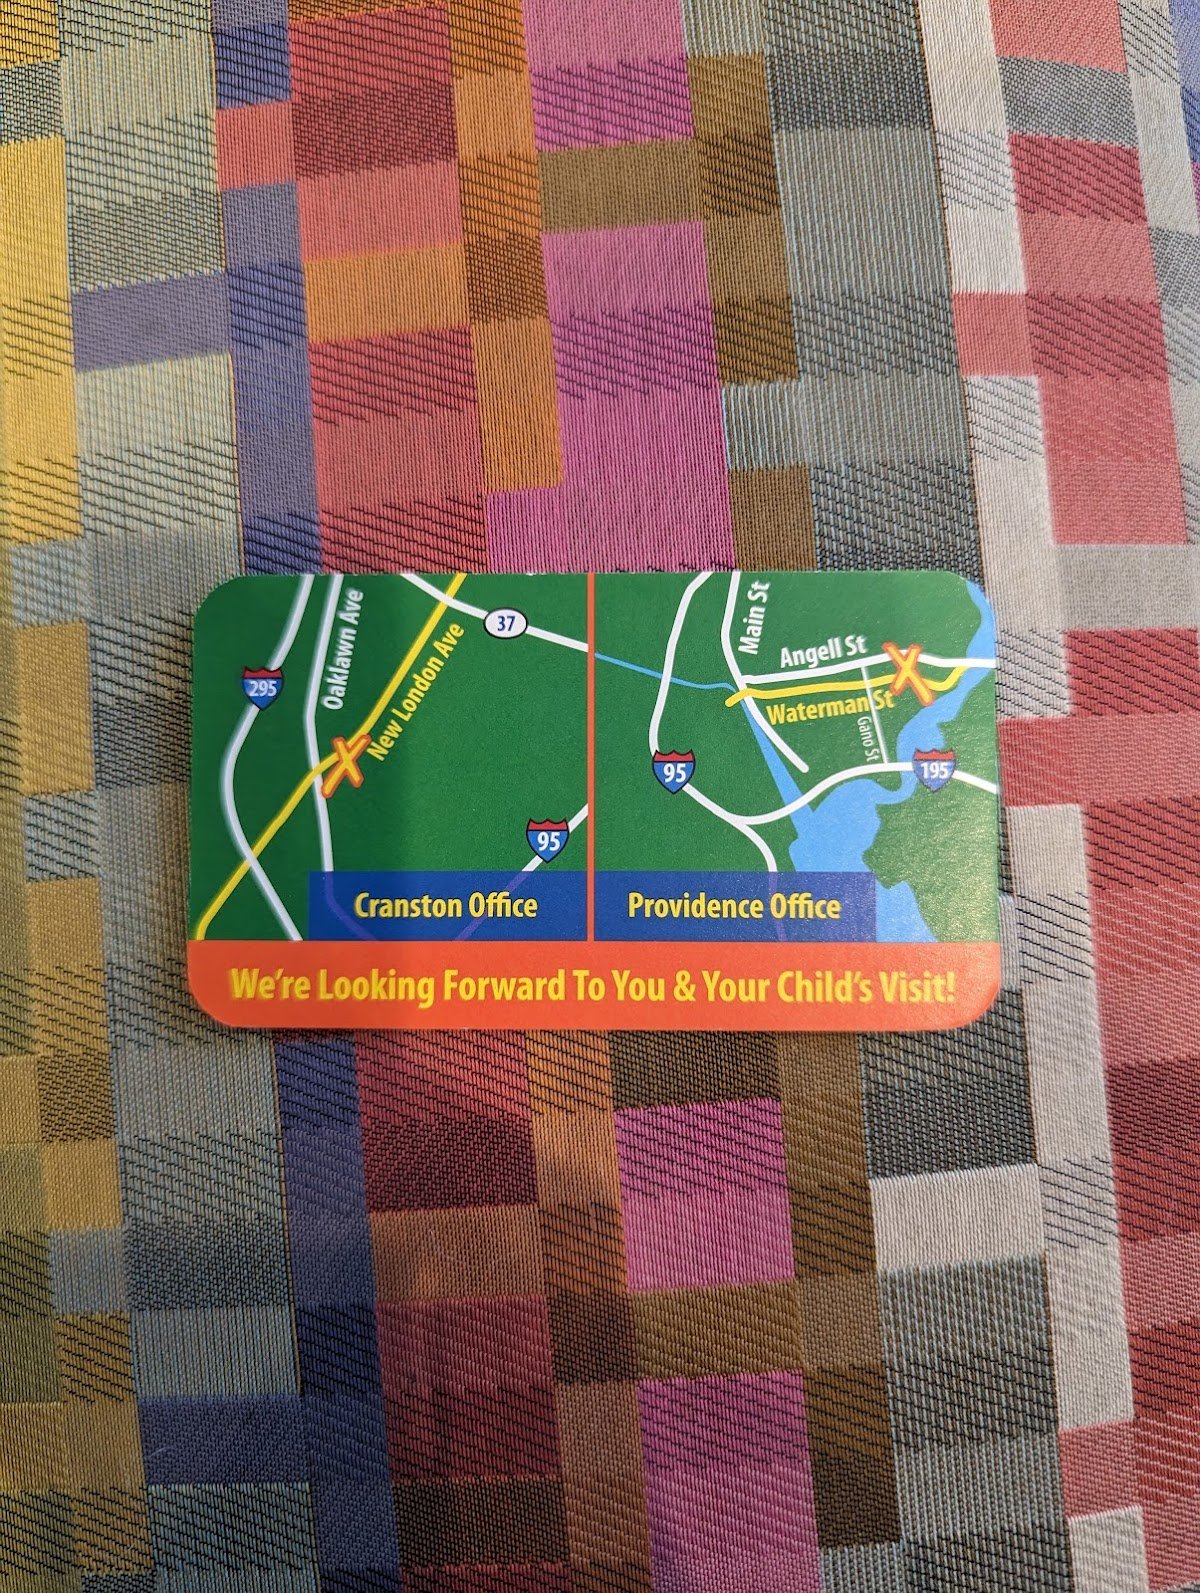 295
Oaklawn Ave
New London Ave
37
95
Cranston Office
Main St
Angell St
Waterman St
Gano St
95
195
Providence Office
We're Looking Forward To You & Your Child's Visit!